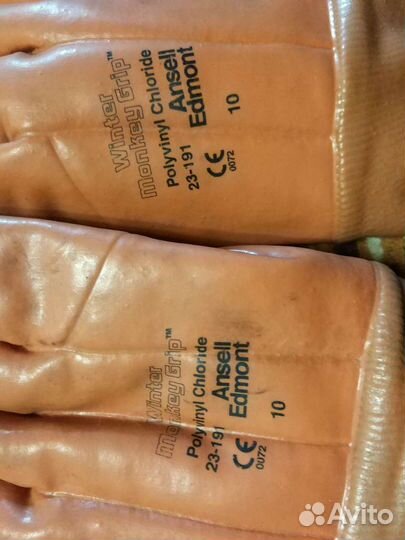 Winter
Monkey Grip™
Polyvinyl Chloride
23-191 Ansell
Edmont
CE
0072
10
Winter
Monkey Grip™
Polyvinyl Chloride
23-191 Ansell
Edmont
CE
0072
10
Avito